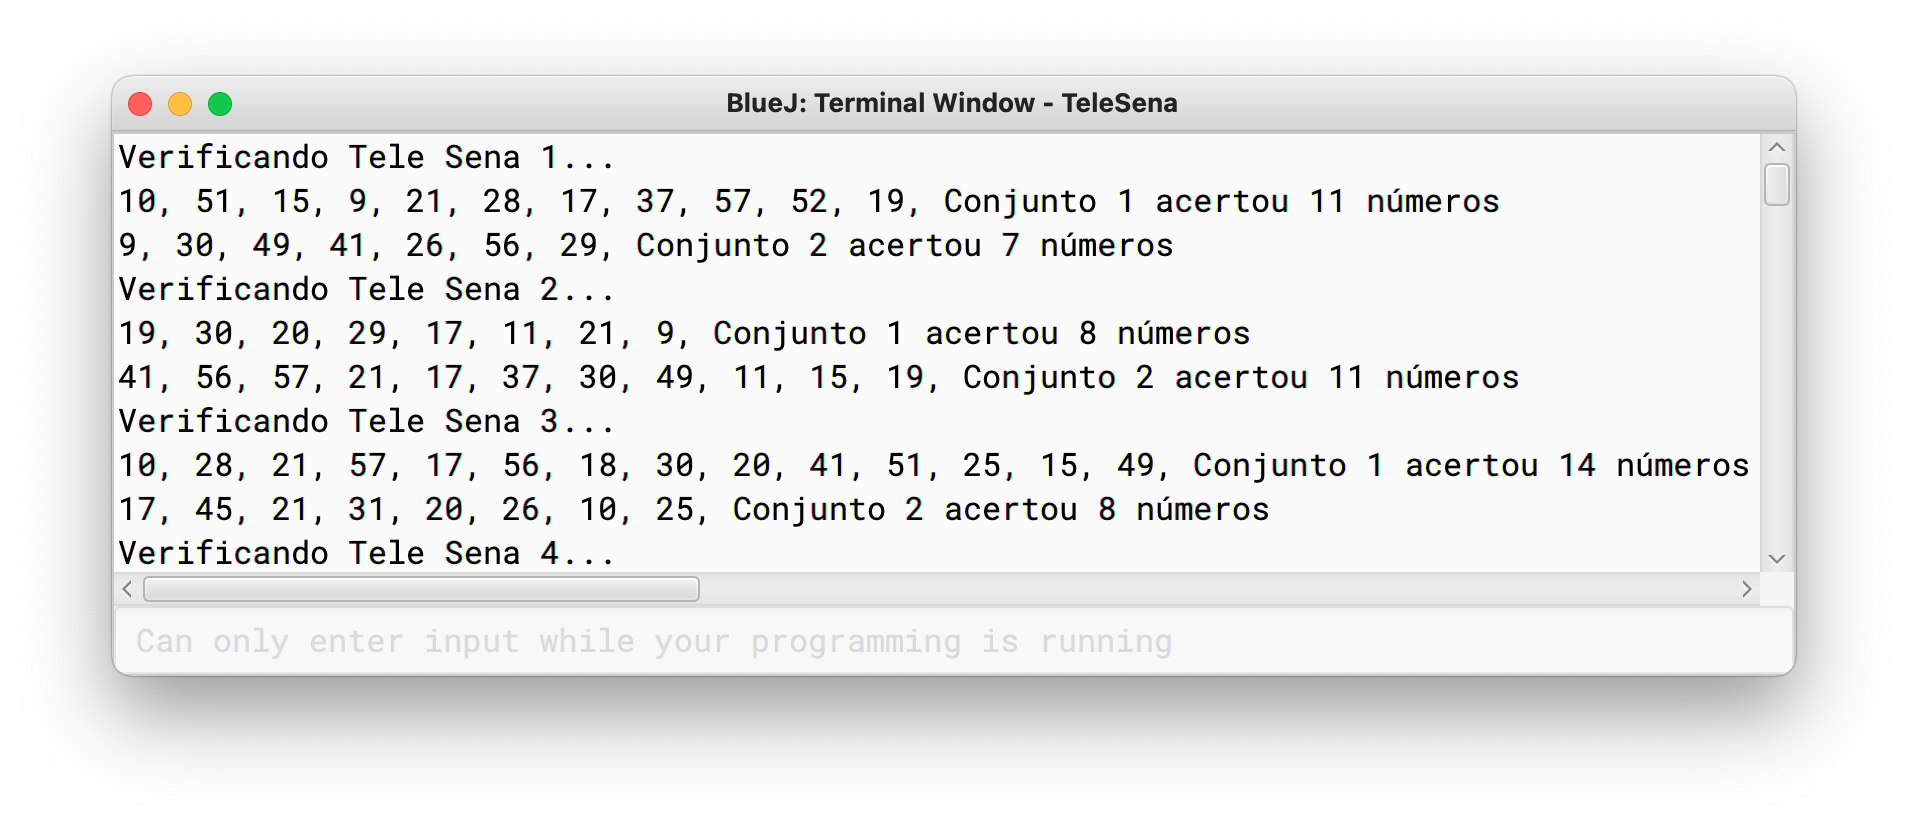 BlueJ: Terminal Window - TeleSena
Verificando Tele Sena 1...
10, 51, 15, 9, 21, 28, 17, 37, 57, 52, 19, Conjunto 1 acertou 11 números
9, 30, 49, 41, 26, 56, 29, Conjunto 2 acertou 7 números
Verificando Tele Sena 2...
19, 30, 20, 29, 17, 11, 21, 9, Conjunto 1 acertou 8 números
41, 56, 57, 21, 17, 37, 30, 49, 11, 15, 19, Conjunto 2 acertou 11 números
Verificando Tele Sena 3...
10, 28, 21, 57, 17, 56, 18, 30, 20, 41, 51, 25, 15, 49, Conjunto 1 acertou 14 números
17, 45, 21, 31, 20, 26, 10, 25, Conjunto 2 acertou 8 números
Verificando Tele Sena 4...
Can only enter input while your programming is running